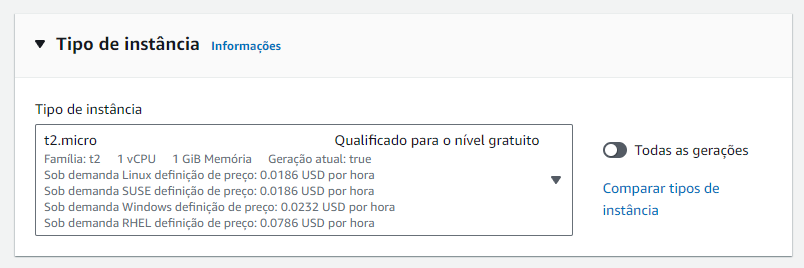 Tipo de instância Informações
Tipo de instância
t2.micro Qualificado para o nível gratuito
Família: t2 1 vCPU 1 GiB Memória Geração atual: true
Sob demanda Linux definição de preço: 0.0186 USD por hora
Sob demanda SUSE definição de preço: 0.0186 USD por hora
Sob demanda Windows definição de preço: 0.0232 USD por hora
Sob demanda RHEL definição de preço: 0.0786 USD por hora
Todas as gerações
Comparar tipos de
instância